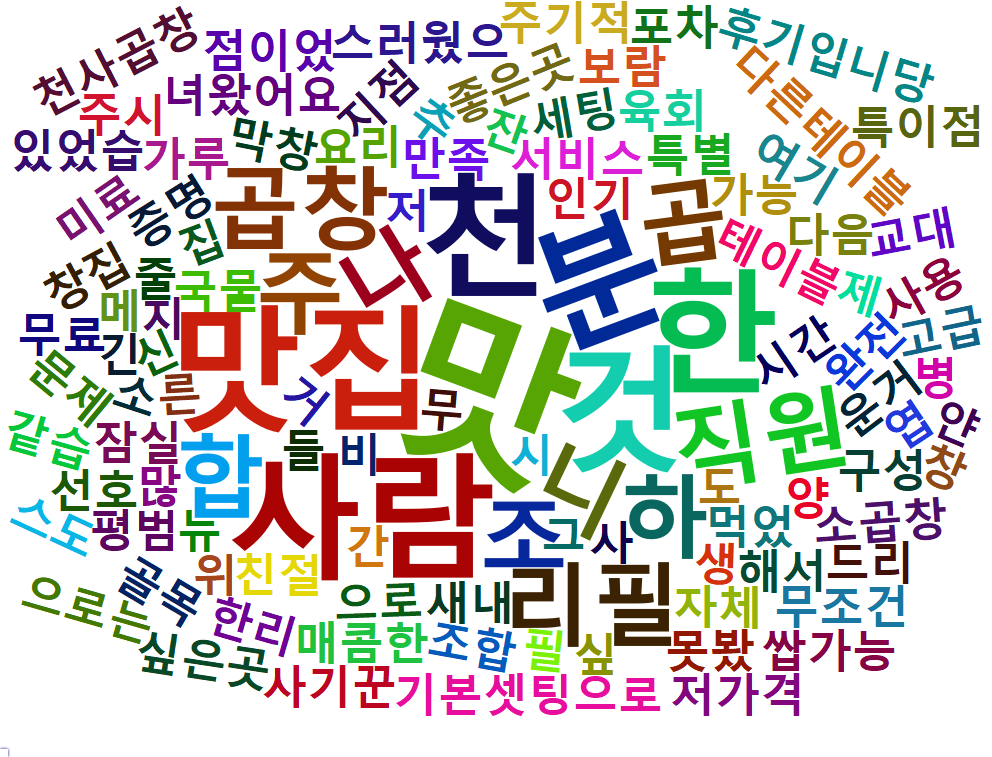 천사곱창
점이었
스러웠으
주기적
포차
후기입니당
주시
녀왔어요
지점
추
좋은곳
보람
다른테이블
있었습
가루
막창
요리
만족
잔
세팅
육회
서비스
특별
특이점
여기
미료
증명
집
곱창
저
천
인기
곱
가능
다음
교대
창집
줄
국물
주
나
분
테이블
제
사용
무료
메
지
긴
신
맛집
맛
것
한
시간
완전
고급
문제
소
른
거
무
직원
운거
병
엽
얀
같습
잠실
합
들
비
시
니
구성
창
선호
많
사람
조
그
사
하
도
양
먹었
소곱창
스도
평범
뉴
간
위
친절
생
해서
드리
으로는
골목
한리
으로
새내
리필
자체
무조건
싶은곳
매콤한
조합
필
싶
못봤
쌉가능
사기꾼
기본셋팅으로
저가격